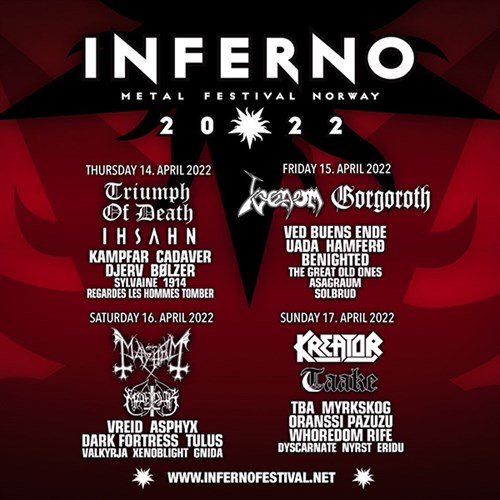 INFERNO
METAL FESTIVAL NORWAY
2022
THURSDAY 14. APRIL 2022
Triumph
Of Death
IHSAHN
KAMPFAR CADAVER
DJERV BØLZER
SYLVAINE 1914
REGARDES LES HOMMES TOMBER
FRIDAY 15. APRIL 2022
Venom Gorgoroth
VED BUENS ENDE
UADA HAMFERÐ
BENIGHTED
THE GREAT OLD ONES
ASAGRAUM
SOLBRUD
SATURDAY 16. APRIL 2022
MAYHEM
MARDUK
VREID ASPHYX
DARK FORTRESS TULUS
VALKYRJA XENOBLIGHT GNIDA
SUNDAY 17. APRIL 2022
KREATOR
Taake
TBA MYRKSKOG
ORANSSI PAZUZU
WHOREDOM RIFE
DYSCARNATE NYRST ERIDU
WWW.INFERNOFESTIVAL.NET